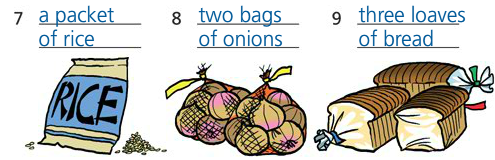 7 a packet
of rice
8 two bags
of onions
9 three loaves
of bread
RICE